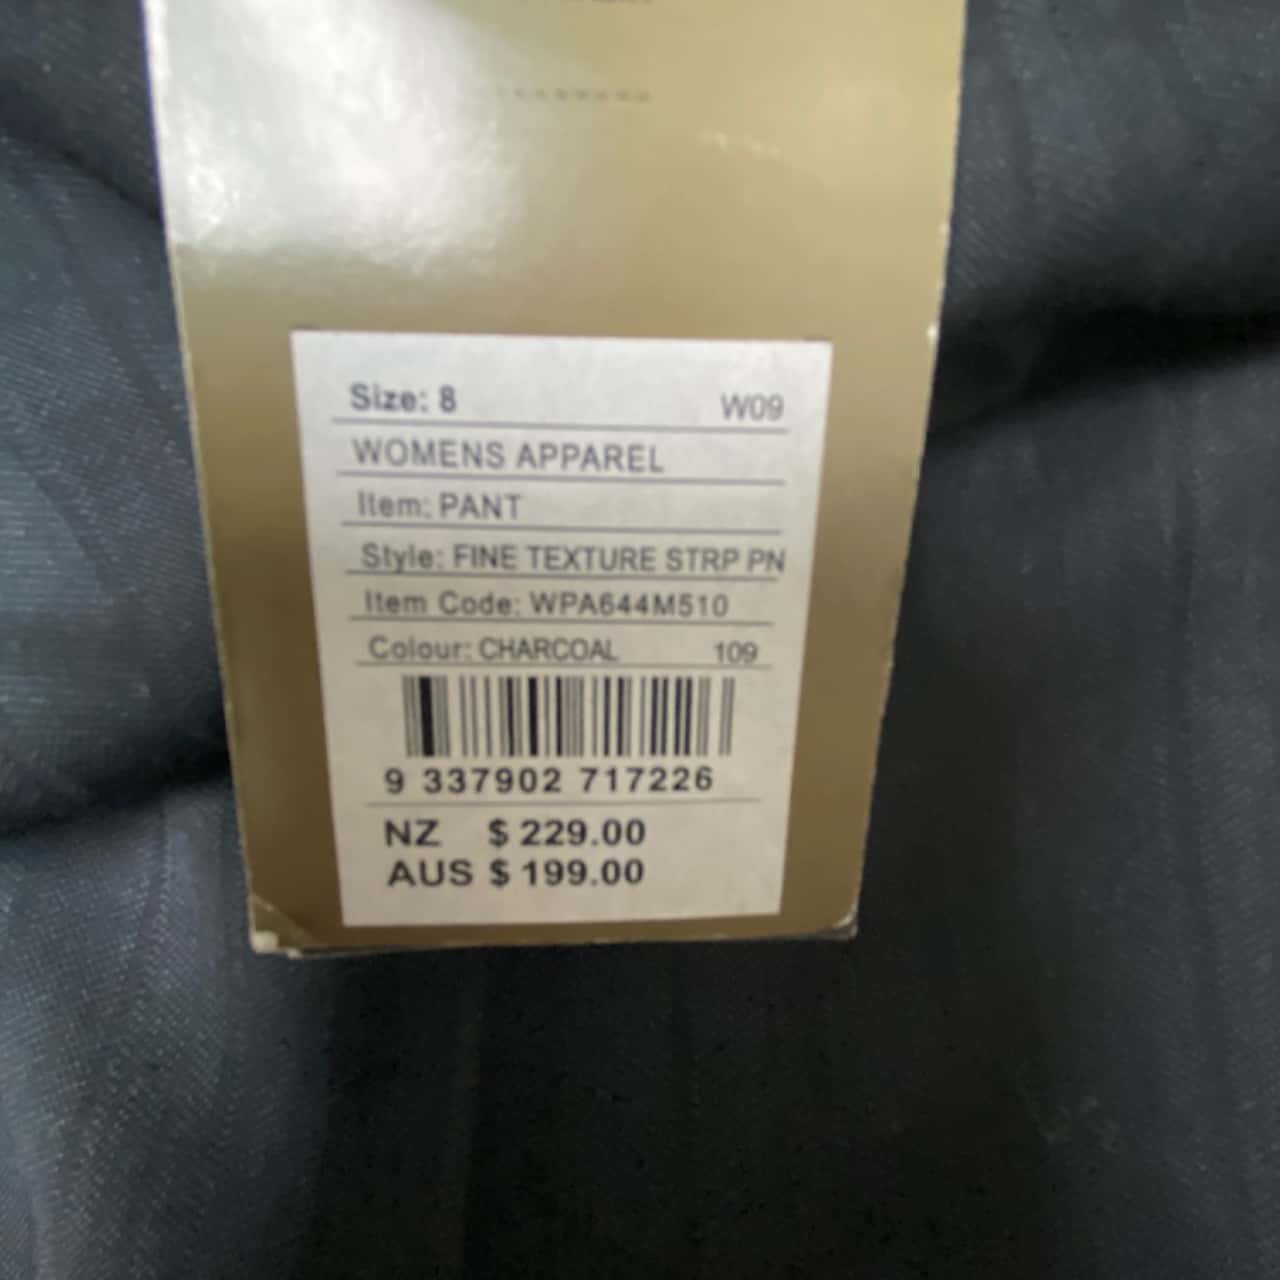 Size: 8 W09
WOMENS APPAREL
Item: PANT
Style: FINE TEXTURE STRP PN
Item Code: WPA644M510
Colour: CHARCOAL 109
9 337902 717226
NZ $ 229.00
AUS $ 199.00